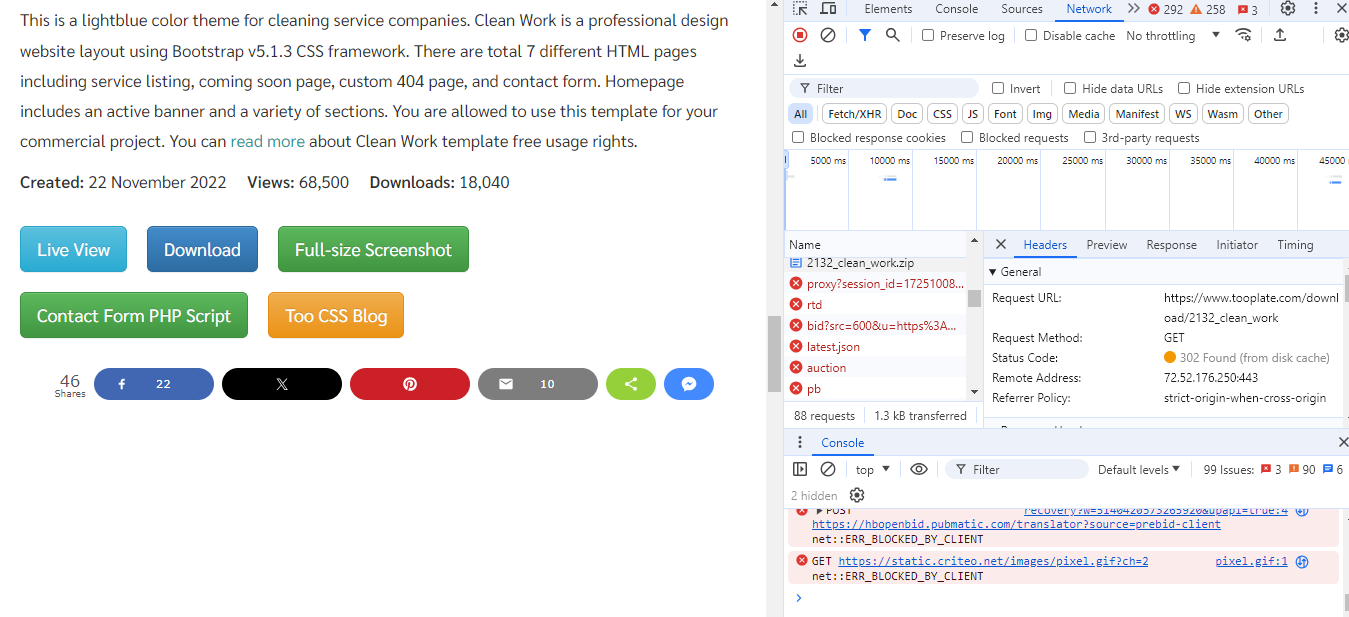 This is a lightblue color theme for cleaning service companies. Clean Work is a professional design
website layout using Bootstrap v5.1.3 CSS framework. There are total 7 different HTML pages
including service listing, coming soon page, custom 404 page, and contact form. Homepage
includes an active banner and a variety of sections. You are allowed to use this template for your
commercial project. You can read more about Clean Work template free usage rights.
Created: 22 November 2022 Views: 68,500 Downloads: 18,040
Live View Download Full-size Screenshot
Contact Form PHP Script Too CSS Blog
46
Shares
22
10
Elements Console Sources Network 292 258 3
Preserve log Disable cache No throttling
Filter Invert Hide data URLs Hide extension URLs
All Fetch/XHR Doc CSS JS Font Img Media Manifest WS Wasm Other
Blocked response cookies Blocked requests 3rd-party requests
5000 ms 10000 ms 15000 ms 20000 ms 25000 ms 30000 ms 35000 ms 40000 ms 45000
Name
2132_clean_work.zip
proxy?session_id=17251008...
rtd
bid?src=600&u=https%3A...
latest.json
auction
pb
88 requests 1.3 kB transferred
Headers Preview Response Initiator Timing
General
Request URL: https://www.tooplate.com/downl
oad/2132_clean_work
Request Method: GET
Status Code: 302 Found (from disk cache)
Remote Address: 72.52.176.250:443
Referrer Policy: strict-origin-when-cross-origin
Console
top Filter Default levels 99 Issues: 3 90 6
2 hidden
POST recovery?w=5140420573265920&upapi=true:4
https://hbopenbid.pubmatic.com/translator?source=prebid-client
net::ERR_BLOCKED_BY_CLIENT
GET https://static.criteo.net/images/pixel.gif?ch=2 pixel.gif:1
net::ERR_BLOCKED_BY_CLIENT